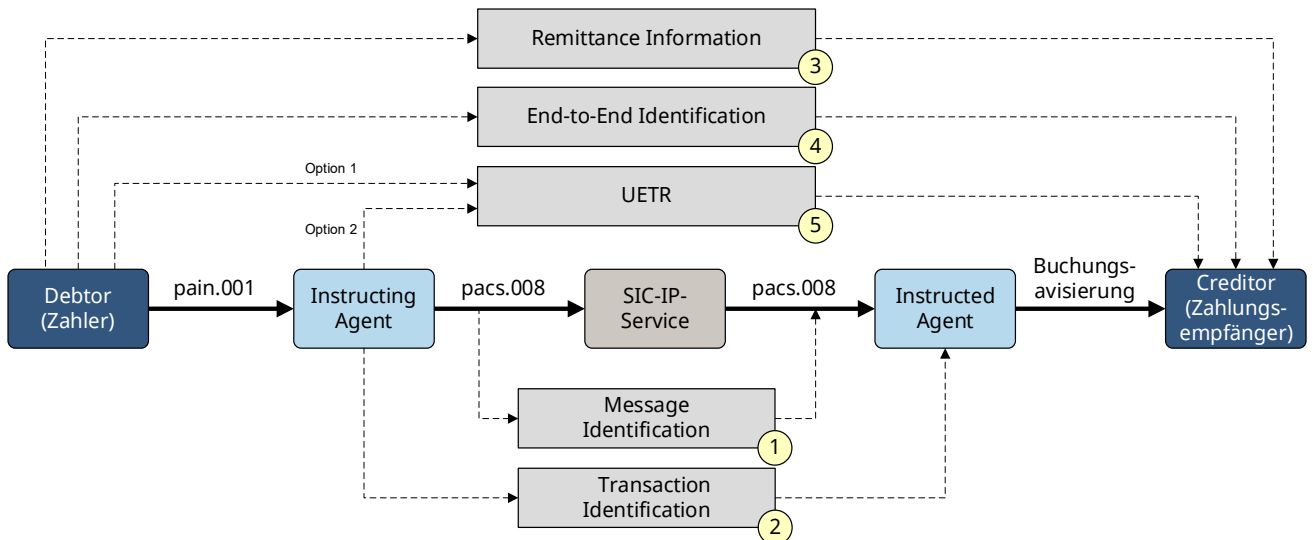 Remittance Information
3
End-to-End Identification
4
Option 1
UETR
5
Option 2
Debtor
(Zahler)
pain.001
Instructing
Agent
pacs.008
SIC-IP-
Service
pacs.008
Instructed
Agent
Buchungs-
avisierung
Creditor
(Zahlungs-
empfänger)
Message
Identification
1
Transaction
Identification
2